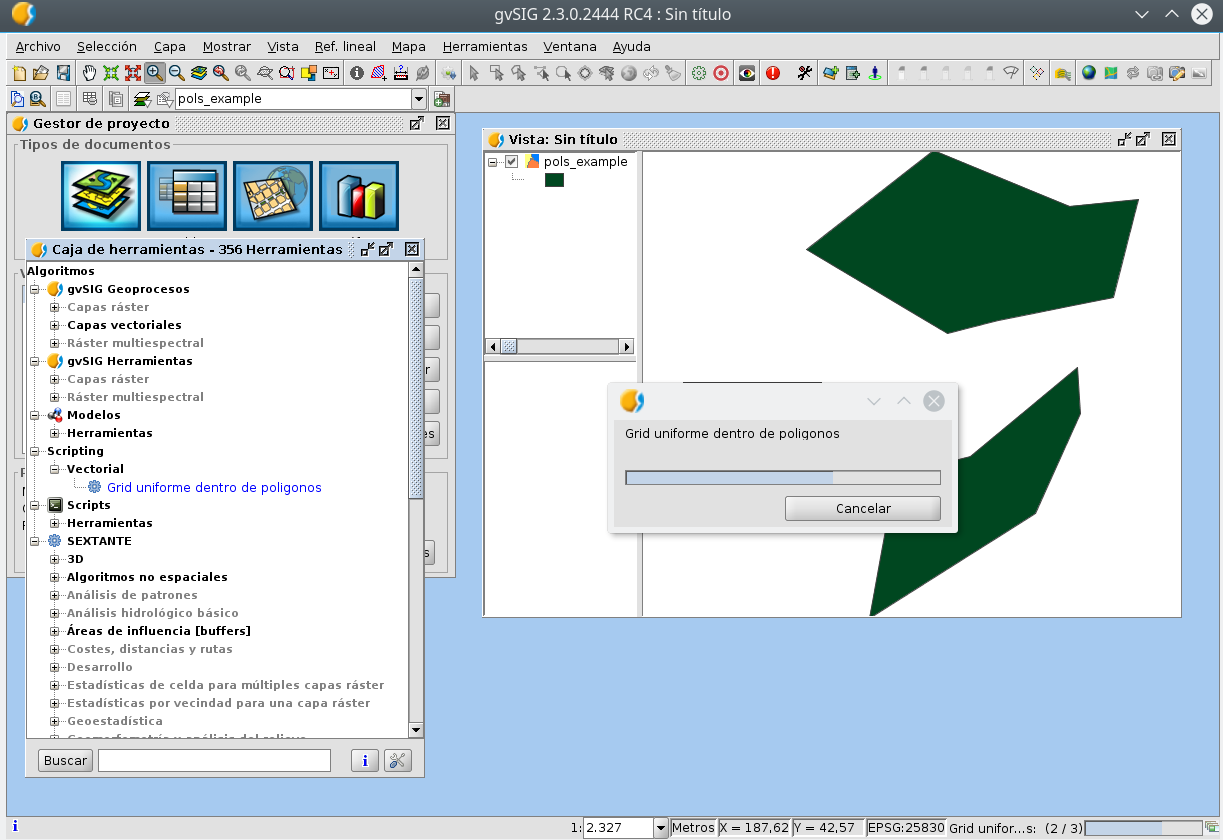 gvSIG 2.3.0.2444 RC4 : Sin título
Archivo Selección Capa Mostrar Vista Ref. lineal Mapa Herramientas Ventana Ayuda
pols_example
Gestor de proyecto
Tipos de documentos
Vista: Sin título
pols_example
Caja de herramientas - 356 Herramientas
Algoritmos
gvSIG Geoprocesos
Capas ráster
Capas vectoriales
Ráster multiespectral
gvSIG Herramientas
Capas ráster
Ráster multiespectral
Modelos
Herramientas
Scripting
Vectorial
Grid uniforme dentro de poligonos
Scripts
Herramientas
SEXTANTE
3D
Algoritmos no espaciales
Análisis de patrones
Análisis hidrológico básico
Áreas de influencia [buffers]
Costes, distancias y rutas
Desarrollo
Estadísticas de celda para múltiples capas ráster
Estadísticas por vecindad para una capa ráster
Geoestadística
Geomorfometría y análisis del relieve
Buscar
Grid uniforme dentro de poligonos
Cancelar
1: 2.327 Metros X = 187,62 Y = 42,57 EPSG:25830 Grid unifor...s: (2 / 3)